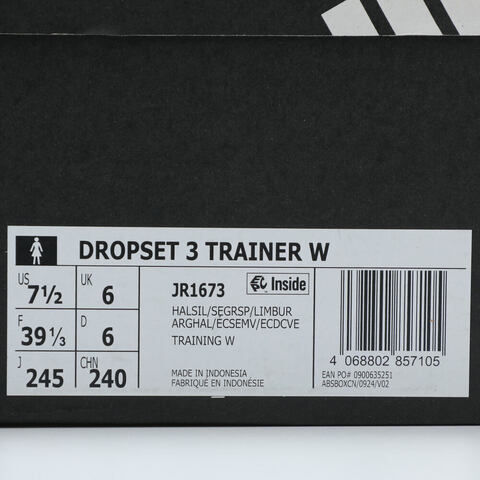 DROPSET 3 TRAINER W
US 7½ UK 6
F 39⅓ D 6
J 245 CHN 240
JR1673 Inside
HALSIL/SEGRSP/LIMBUR
ARGHAL/ECSEMV/ECDCVE
TRAINING W
MADE IN INDONESIA
FABRIQUÉ EN INDONÉSIE
4 068802 857105
EAN PO# 0900635251
ABSBOXCN/0924/V02